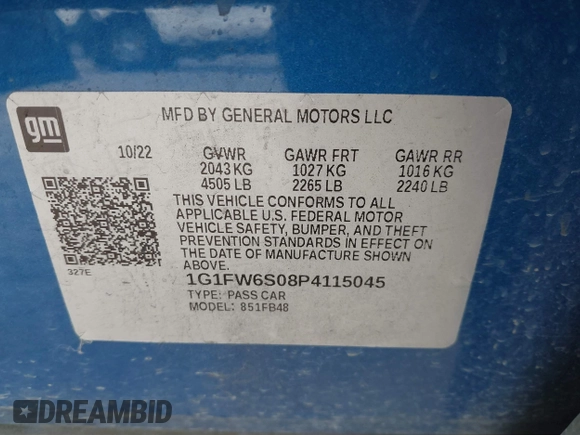 gm
MFD BY GENERAL MOTORS LLC
10/22 GVWR GAWR FRT GAWR RR
2043 KG 1027 KG 1016 KG
4505 LB 2265 LB 2240 LB
THIS VEHICLE CONFORMS TO ALL
APPLICABLE U.S. FEDERAL MOTOR
VEHICLE SAFETY, BUMPER, AND THEFT
PREVENTION STANDARDS IN EFFECT ON
THE DATE OF MANUFACTURE SHOWN
ABOVE.
327E
1G1FW6S08P4115045
TYPE: PASS CAR
MODEL: 851FB48
DREAMBID